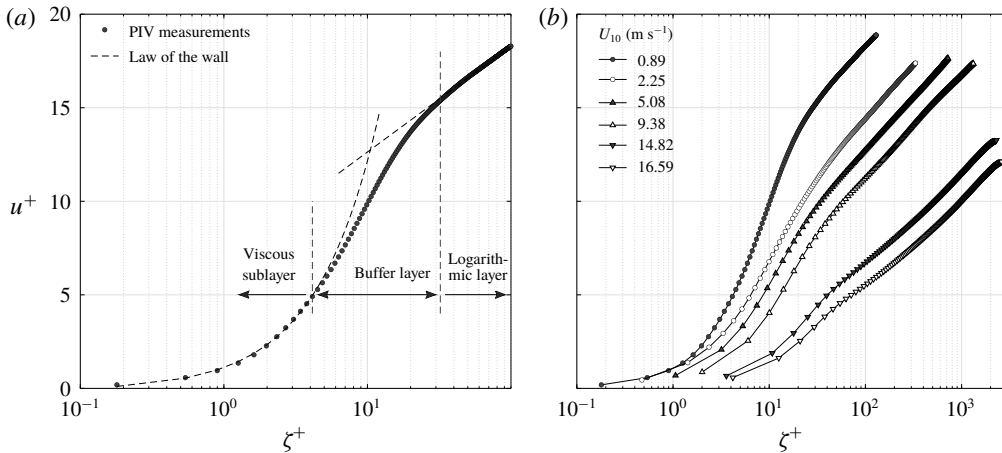 (a)
20
15
10
5
0
u⁺
PIV measurements
Law of the wall
Viscous
sublayer
Buffer layer
Logarith-
mic layer
10⁻¹
10⁰
10¹
ζ⁺
(b)
U₁₀ (m s⁻¹)
0.89
2.25
5.08
9.38
14.82
16.59
10⁻¹
10⁰
10¹
10²
10³
ζ⁺